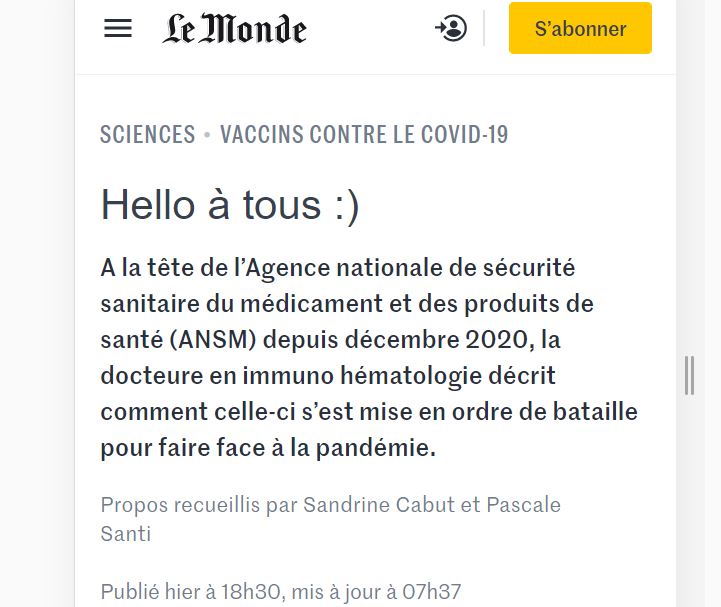 Le Monde
S'abonner
SCIENCES • VACCINS CONTRE LE COVID-19
Hello à tous :)
A la tête de l’Agence nationale de sécurité
sanitaire du médicament et des produits de
santé (ANSM) depuis décembre 2020, la
docteure en immuno hématologie décrit
comment celle-ci s’est mise en ordre de bataille
pour faire face à la pandémie.
Propos recueillis par Sandrine Cabut et Pascale
Santi
Publié hier à 18h30, mis à jour à 07h37